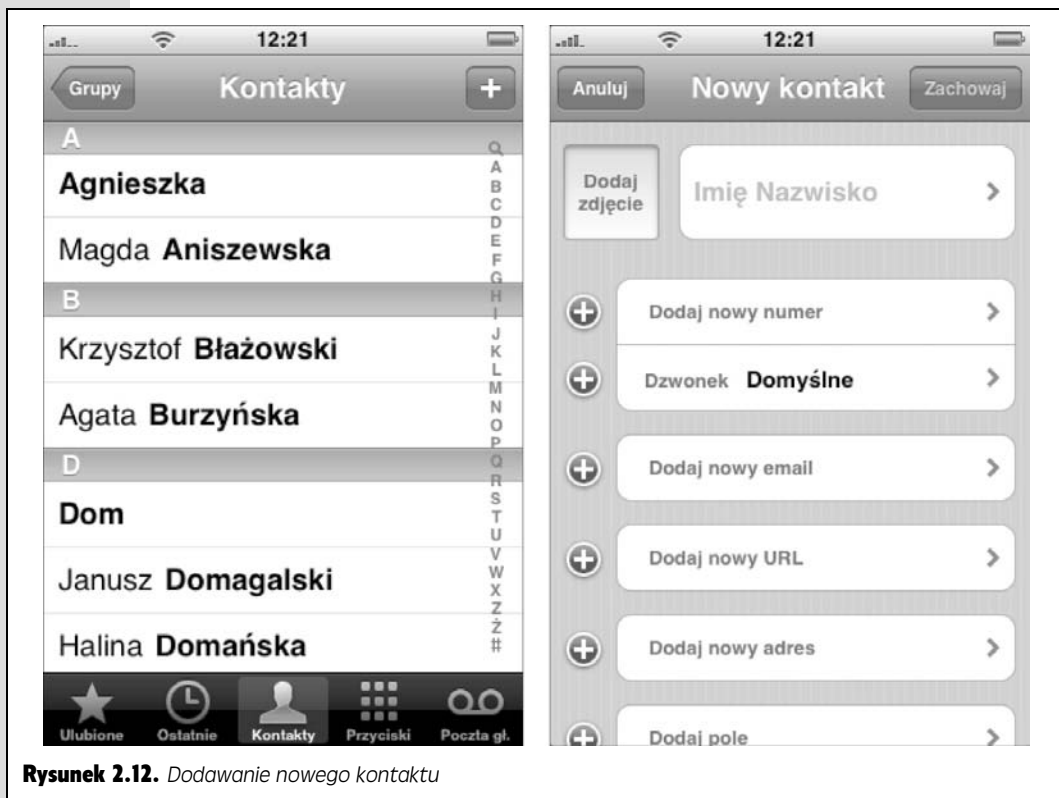 12:21
Grupy
Kontakty
+
A
Agnieszka
Magda Aniszewska
B
Krzysztof Błażowski
Agata Burzyńska
D
Dom
Janusz Domagalski
Halina Domańska
A
B
C
D
E
F
G
H
I
J
K
L
M
N
O
P
Q
R
S
T
U
V
W
X
Z
Ż
#
Ulubione
Ostatnie
Kontakty
Przyciski
Poczta gł.
12:21
Anuluj
Nowy kontakt
Zachowaj
Dodaj
zdjęcie
Imię Nazwisko
Dodaj nowy numer
Dzwonek Domyślne
Dodaj nowy email
Dodaj nowy URL
Dodaj nowy adres
Dodaj pole
Rysunek 2.12. Dodawanie nowego kontaktu